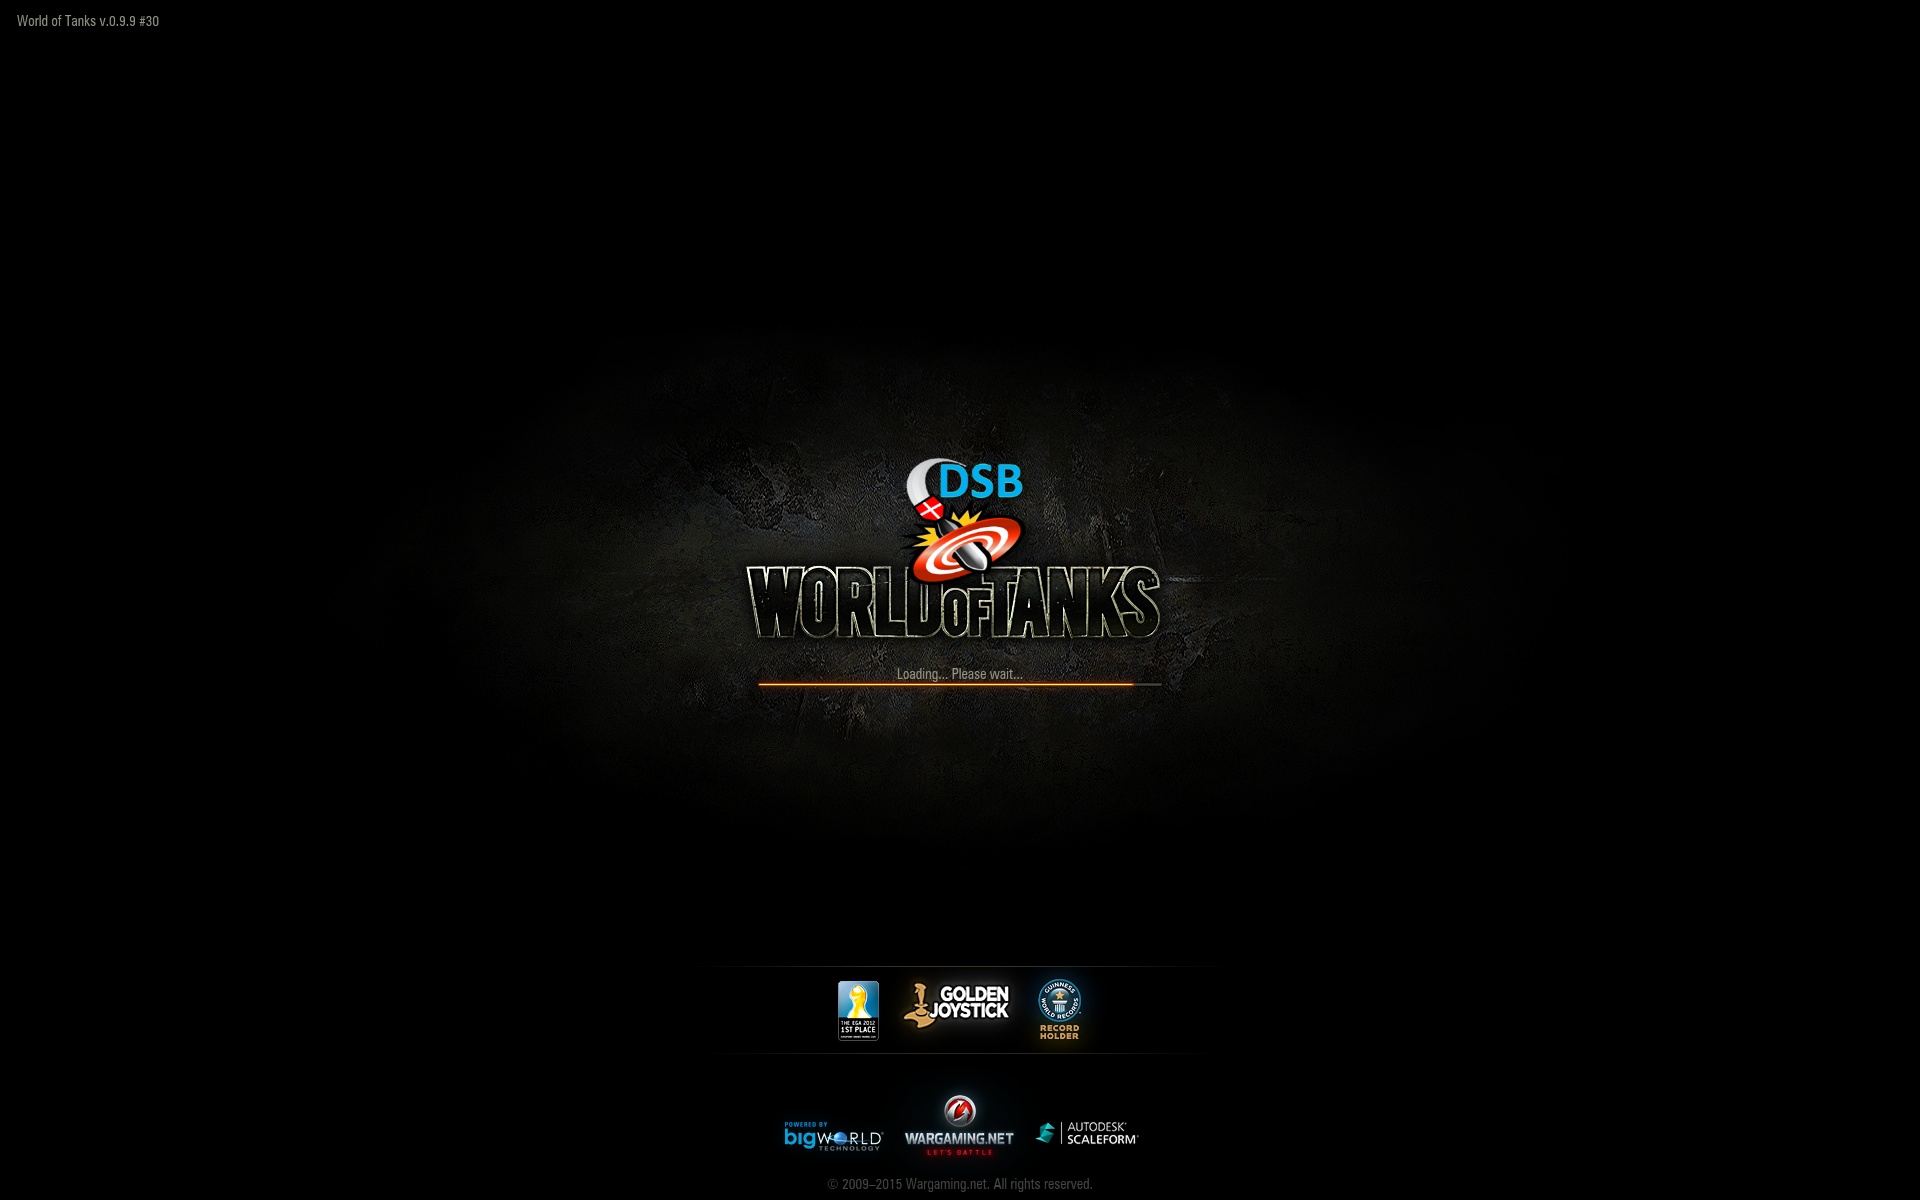 World of Tanks v.0.9.9 #30
DSB
WORLD OF TANKS
Loading... Please wait...
THE EGA 2012
1ST PLACE
GOLDEN
JOYSTICK
GUINNESS
WORLD RECORDS
RECORD
HOLDER
POWERED BY
bigWORLD
TECHNOLOGY
WARGAMING.NET
LET'S BATTLE
AUTODESK®
SCALEFORM®
© 2009–2015 Wargaming.net. All rights reserved.